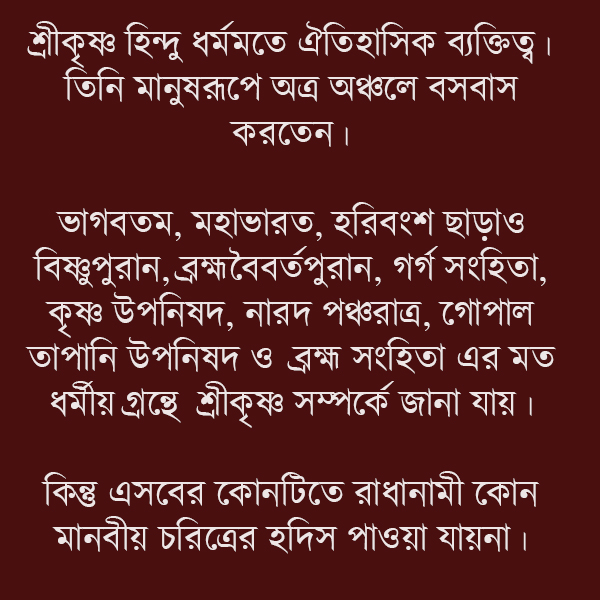 শ্রীকৃষ্ণ হিন্দু ধর্মমতে ঐতিহাসিক ব্যক্তিত্ব।
তিনি মানুষরূপে অত্র অঞ্চলে বসবাস
করতেন।
ভাগবতম, মহাভারত, হরিবংশ ছাড়াও
বিষ্ণুপুরান, ব্রহ্মবৈবর্তপুরান, গর্গ সংহিতা,
কৃষ্ণ উপনিষদ, নারদ পঞ্চরাত্র, গোপাল
তাপানি উপনিষদ ও ব্রহ্ম সংহিতা এর মত
ধর্মীয় গ্রন্থে শ্রীকৃষ্ণ সম্পর্কে জানা যায়।
কিন্তু এসবের কোনটিতে রাধানামী কোন
মানবীয় চরিত্রের হদিস পাওয়া যায়না।